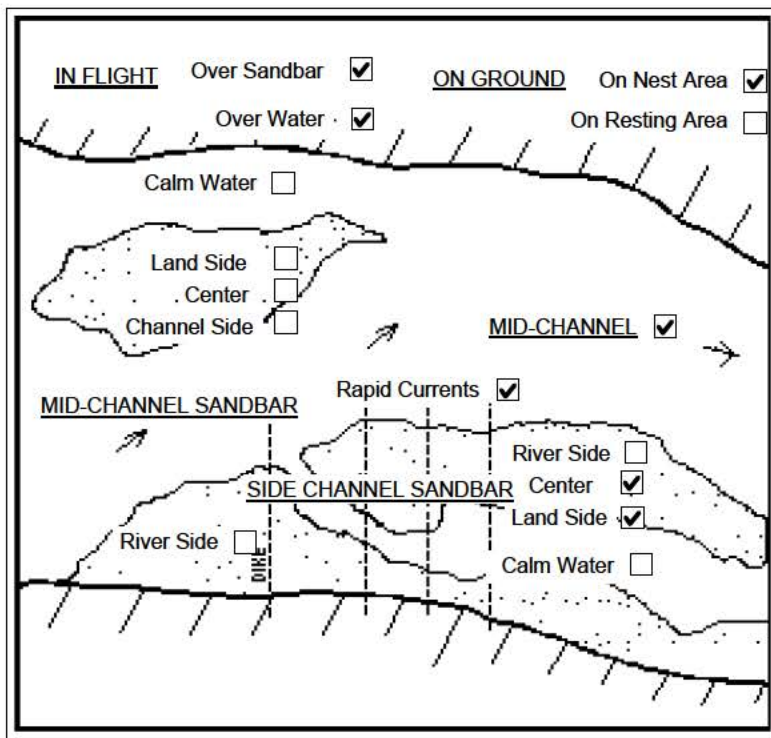 IN FLIGHT Over Sandbar ON GROUND On Nest Area
Over Water On Resting Area
Calm Water
Land Side
Center
Channel Side
MID-CHANNEL
Rapid Currents
MID-CHANNEL SANDBAR
River Side
SIDE CHANNEL SANDBAR Center
Land Side
River Side
DIKE
Calm Water